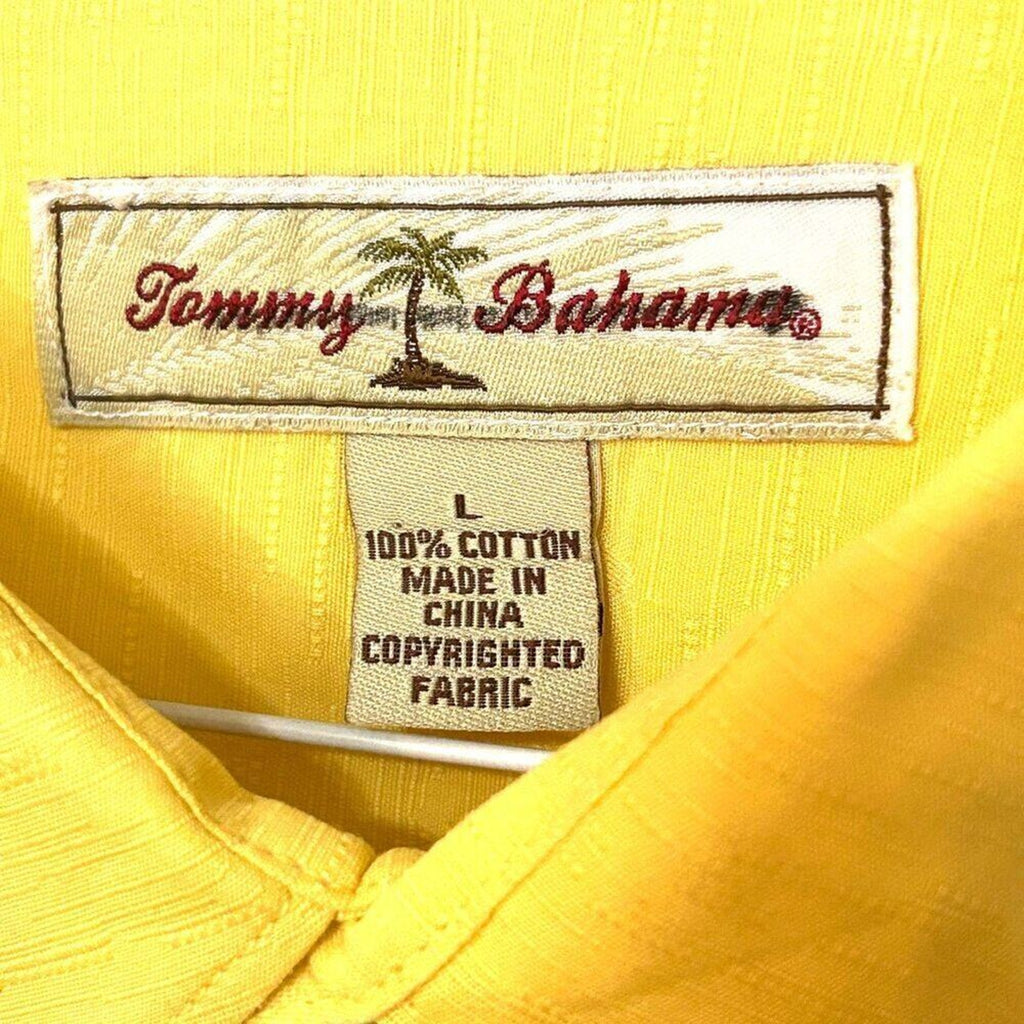 Tommy Bahama®
L
100% COTTON
MADE IN
CHINA
COPYRIGHTED
FABRIC